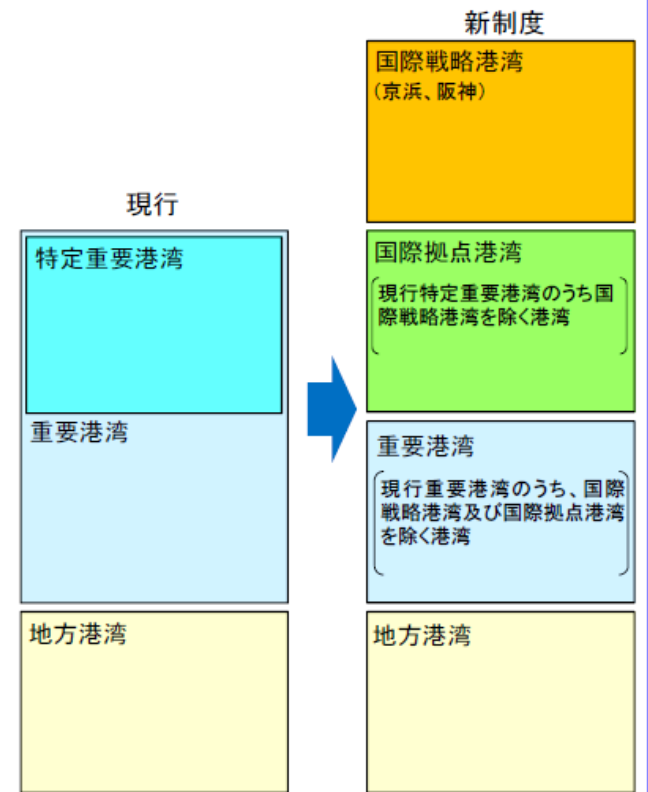 現行
特定重要港湾
重要港湾
地方港湾
新制度
国際戦略港湾
(京浜、阪神)
国際拠点港湾
現行特定重要港湾のうち国
際戦略港湾を除く港湾
重要港湾
現行重要港湾のうち、国際
戦略港湾及び国際拠点港湾
を除く港湾
地方港湾